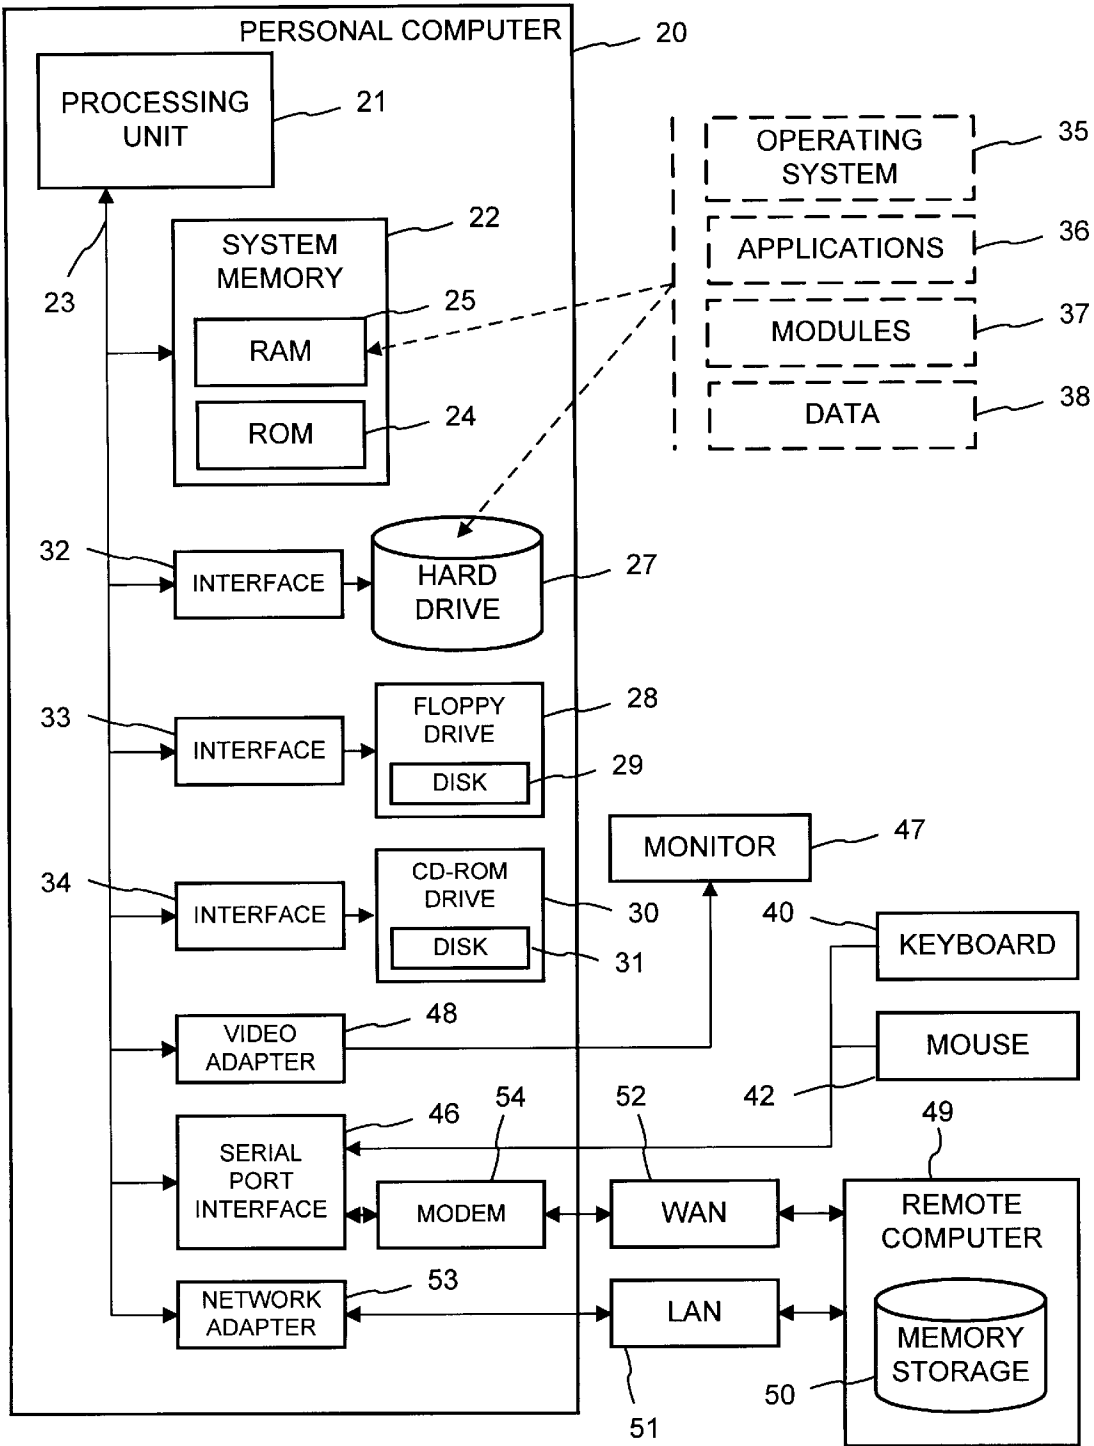 PERSONAL COMPUTER
20
PROCESSING
UNIT
21
23
SYSTEM
MEMORY
22
25
RAM
ROM
24
OPERATING
SYSTEM
35
APPLICATIONS
36
MODULES
37
DATA
38
32
INTERFACE
HARD
DRIVE
27
33
INTERFACE
FLOPPY
DRIVE
28
DISK
29
34
INTERFACE
CD-ROM
DRIVE
30
DISK
31
MONITOR
47
40
KEYBOARD
MOUSE
42
VIDEO
ADAPTER
48
46
SERIAL
PORT
INTERFACE
54
MODEM
52
WAN
49
REMOTE
COMPUTER
MEMORY
STORAGE
50
53
NETWORK
ADAPTER
LAN
51